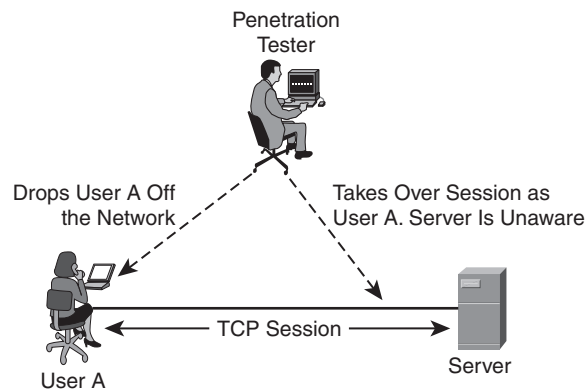 Penetration
Tester
Drops User A Off
the Network
Takes Over Session as
User A. Server Is Unaware
TCP Session
Server
User A